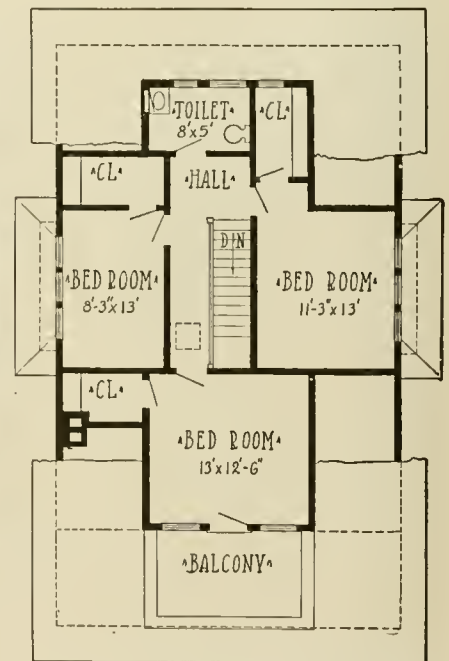 TOILET
8'x5'
CL
CL
HALL
DN
BED ROOM
8'-3"x13'
BED ROOM
11'-3"x13'
CL
BED ROOM
13'x12'-6"
BALCONY